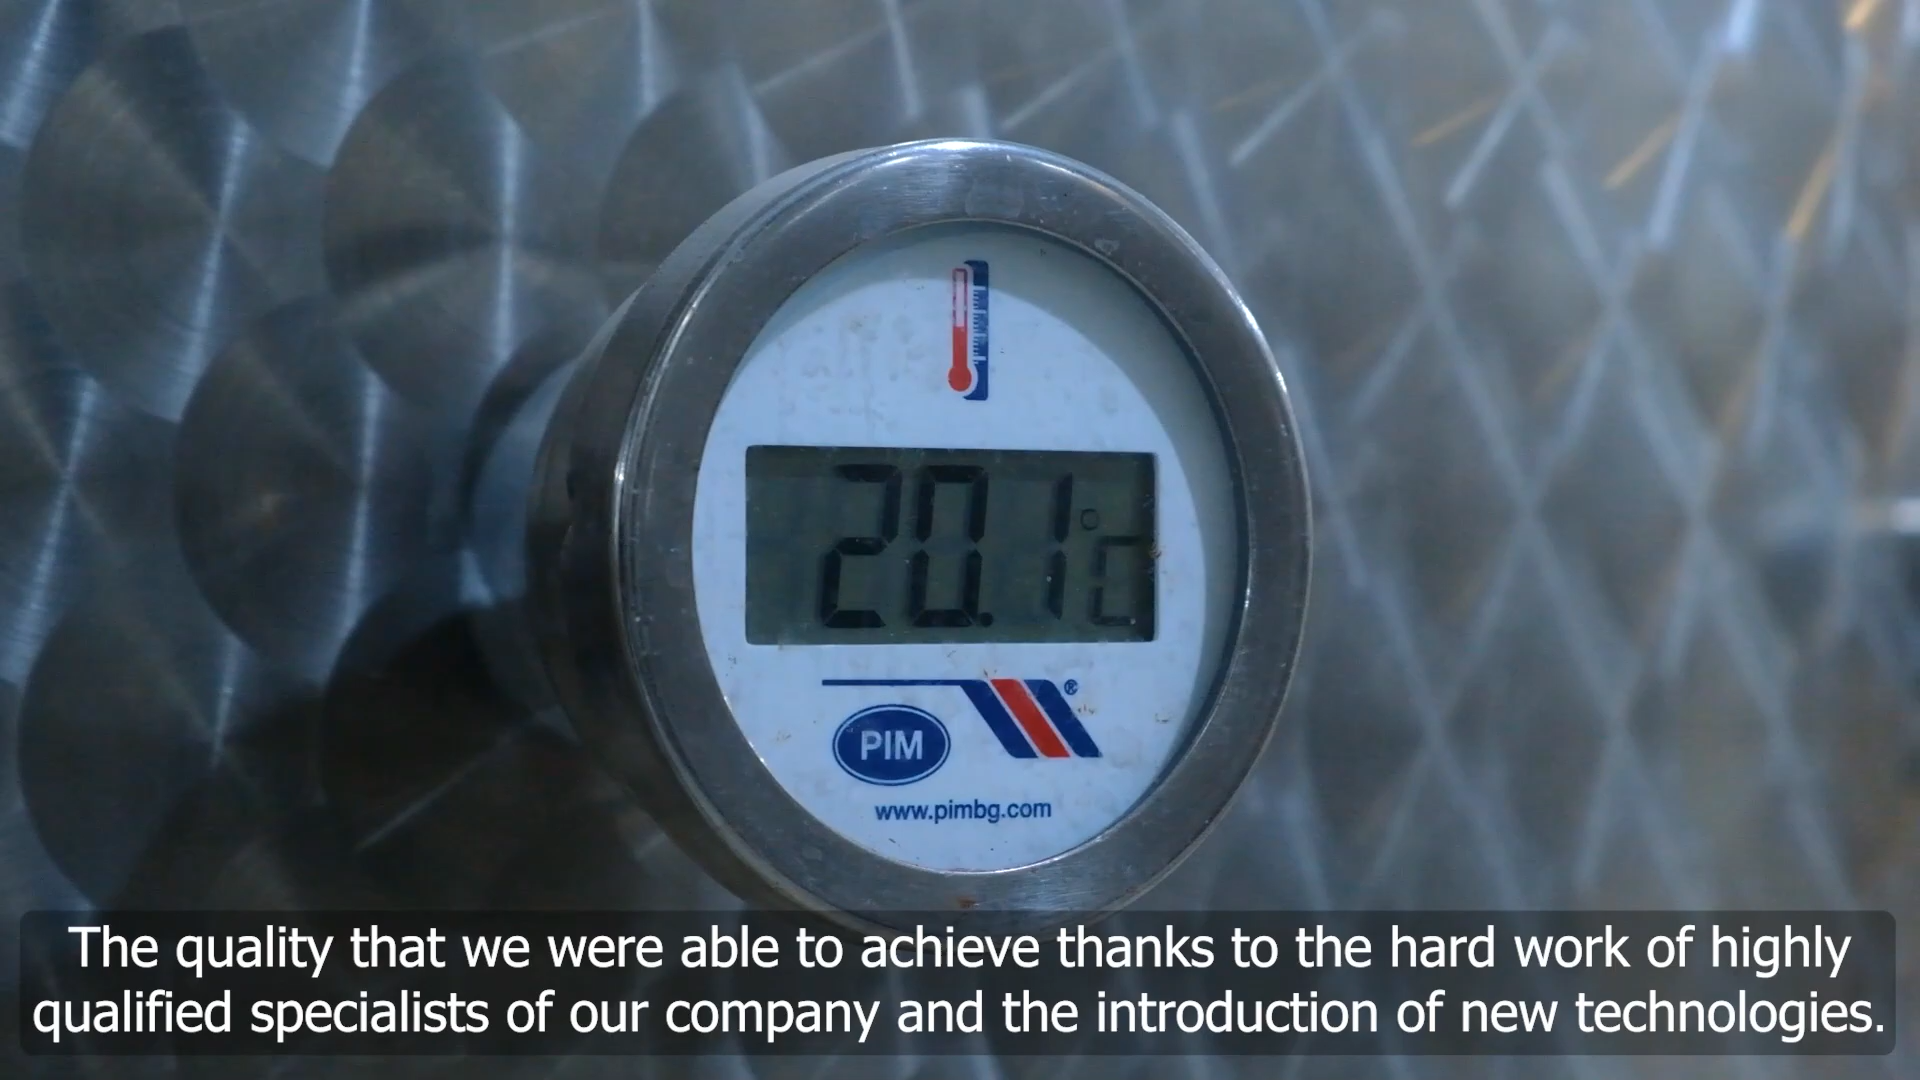 20.1°C
®
PIM
www.pimbg.com
The quality that we were able to achieve thanks to the hard work of highly
qualified specialists of our company and the introduction of new technologies.